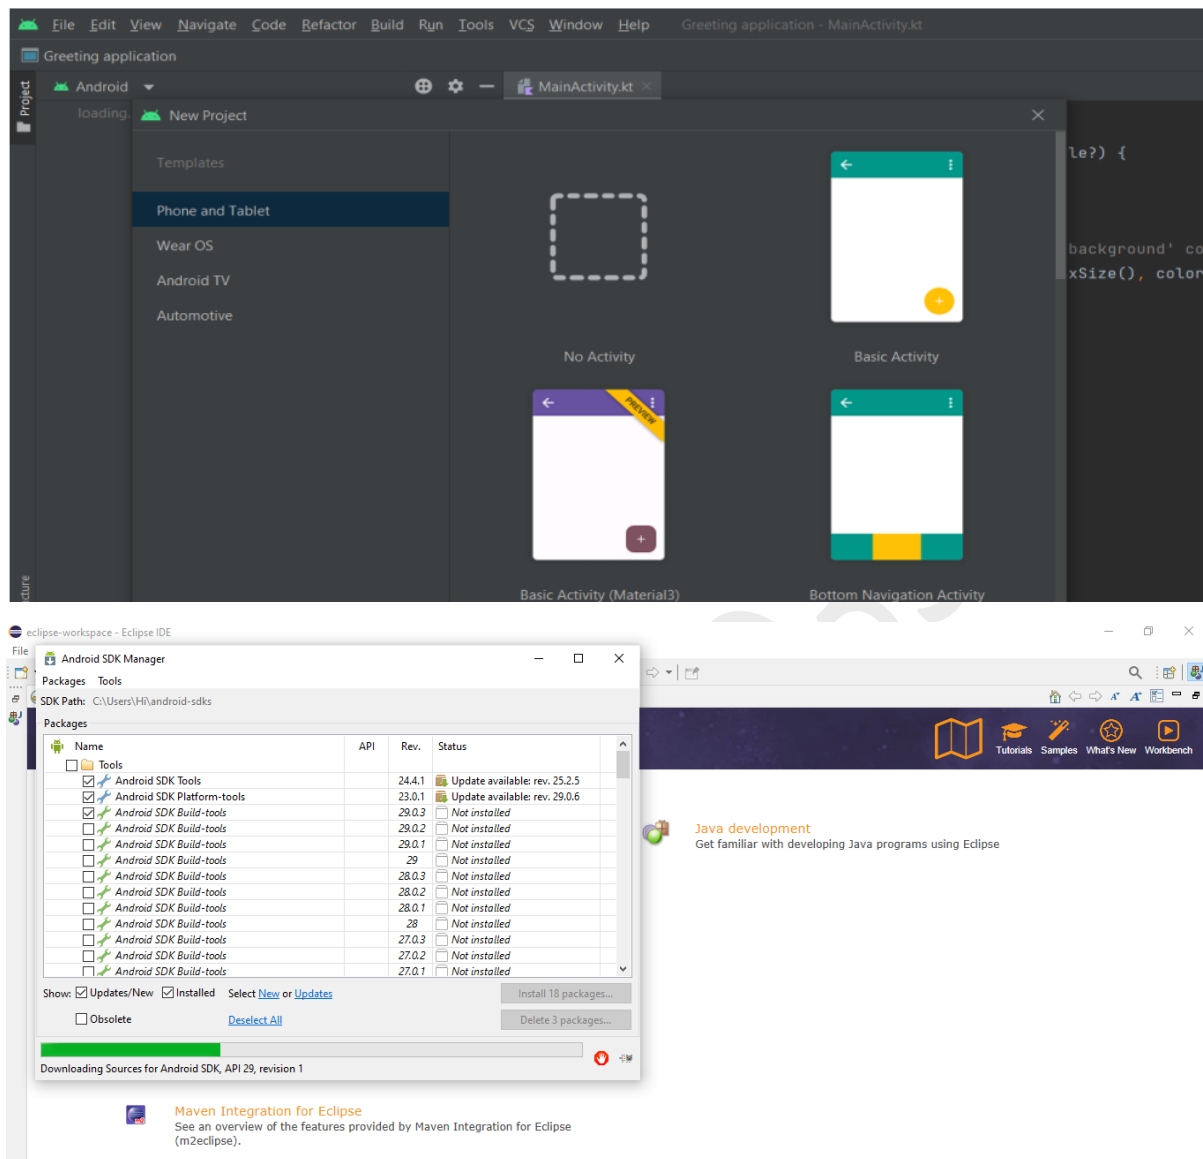 File Edit View Navigate Code Refactor Build Run Tools VCS Window Help Greeting application - MainActivity.kt
Greeting application
Project
Android
MainActivity.kt
loading.
New Project
le?) {
Templates
Phone and Tablet
Wear OS
background' co
xSize(), color
Android TV
Automotive
No Activity
Basic Activity
PREVIEW
Basic Activity (Material3)
Bottom Navigation Activity
cture
eclipse-workspace - Eclipse IDE
File
Android SDK Manager
Packages Tools
SDK Path: C:\Users\Hi\android-sdks
Packages
Name API Rev. Status
Tools
Android SDK Tools 24.4.1 Update available: rev. 25.2.5
Android SDK Platform-tools 23.0.1 Update available: rev. 29.0.6
Android SDK Build-tools 29.0.3 Not installed
Android SDK Build-tools 29.0.2 Not installed
Android SDK Build-tools 29.0.1 Not installed
Android SDK Build-tools 29 Not installed
Android SDK Build-tools 28.0.3 Not installed
Android SDK Build-tools 28.0.2 Not installed
Android SDK Build-tools 28.0.1 Not installed
Android SDK Build-tools 28 Not installed
Android SDK Build-tools 27.0.3 Not installed
Android SDK Build-tools 27.0.2 Not installed
Android SDK Build-tools 27.0.1 Not installed
Show: Updates/New Installed Select New or Updates Install 18 packages...
Obsolete Deselect All Delete 3 packages...
Downloading Sources for Android SDK, API 29, revision 1
Tutorials Samples What's New Workbench
Java development
Get familiar with developing Java programs using Eclipse
Maven Integration for Eclipse
See an overview of the features provided by Maven Integration for Eclipse
(m2eclipse).